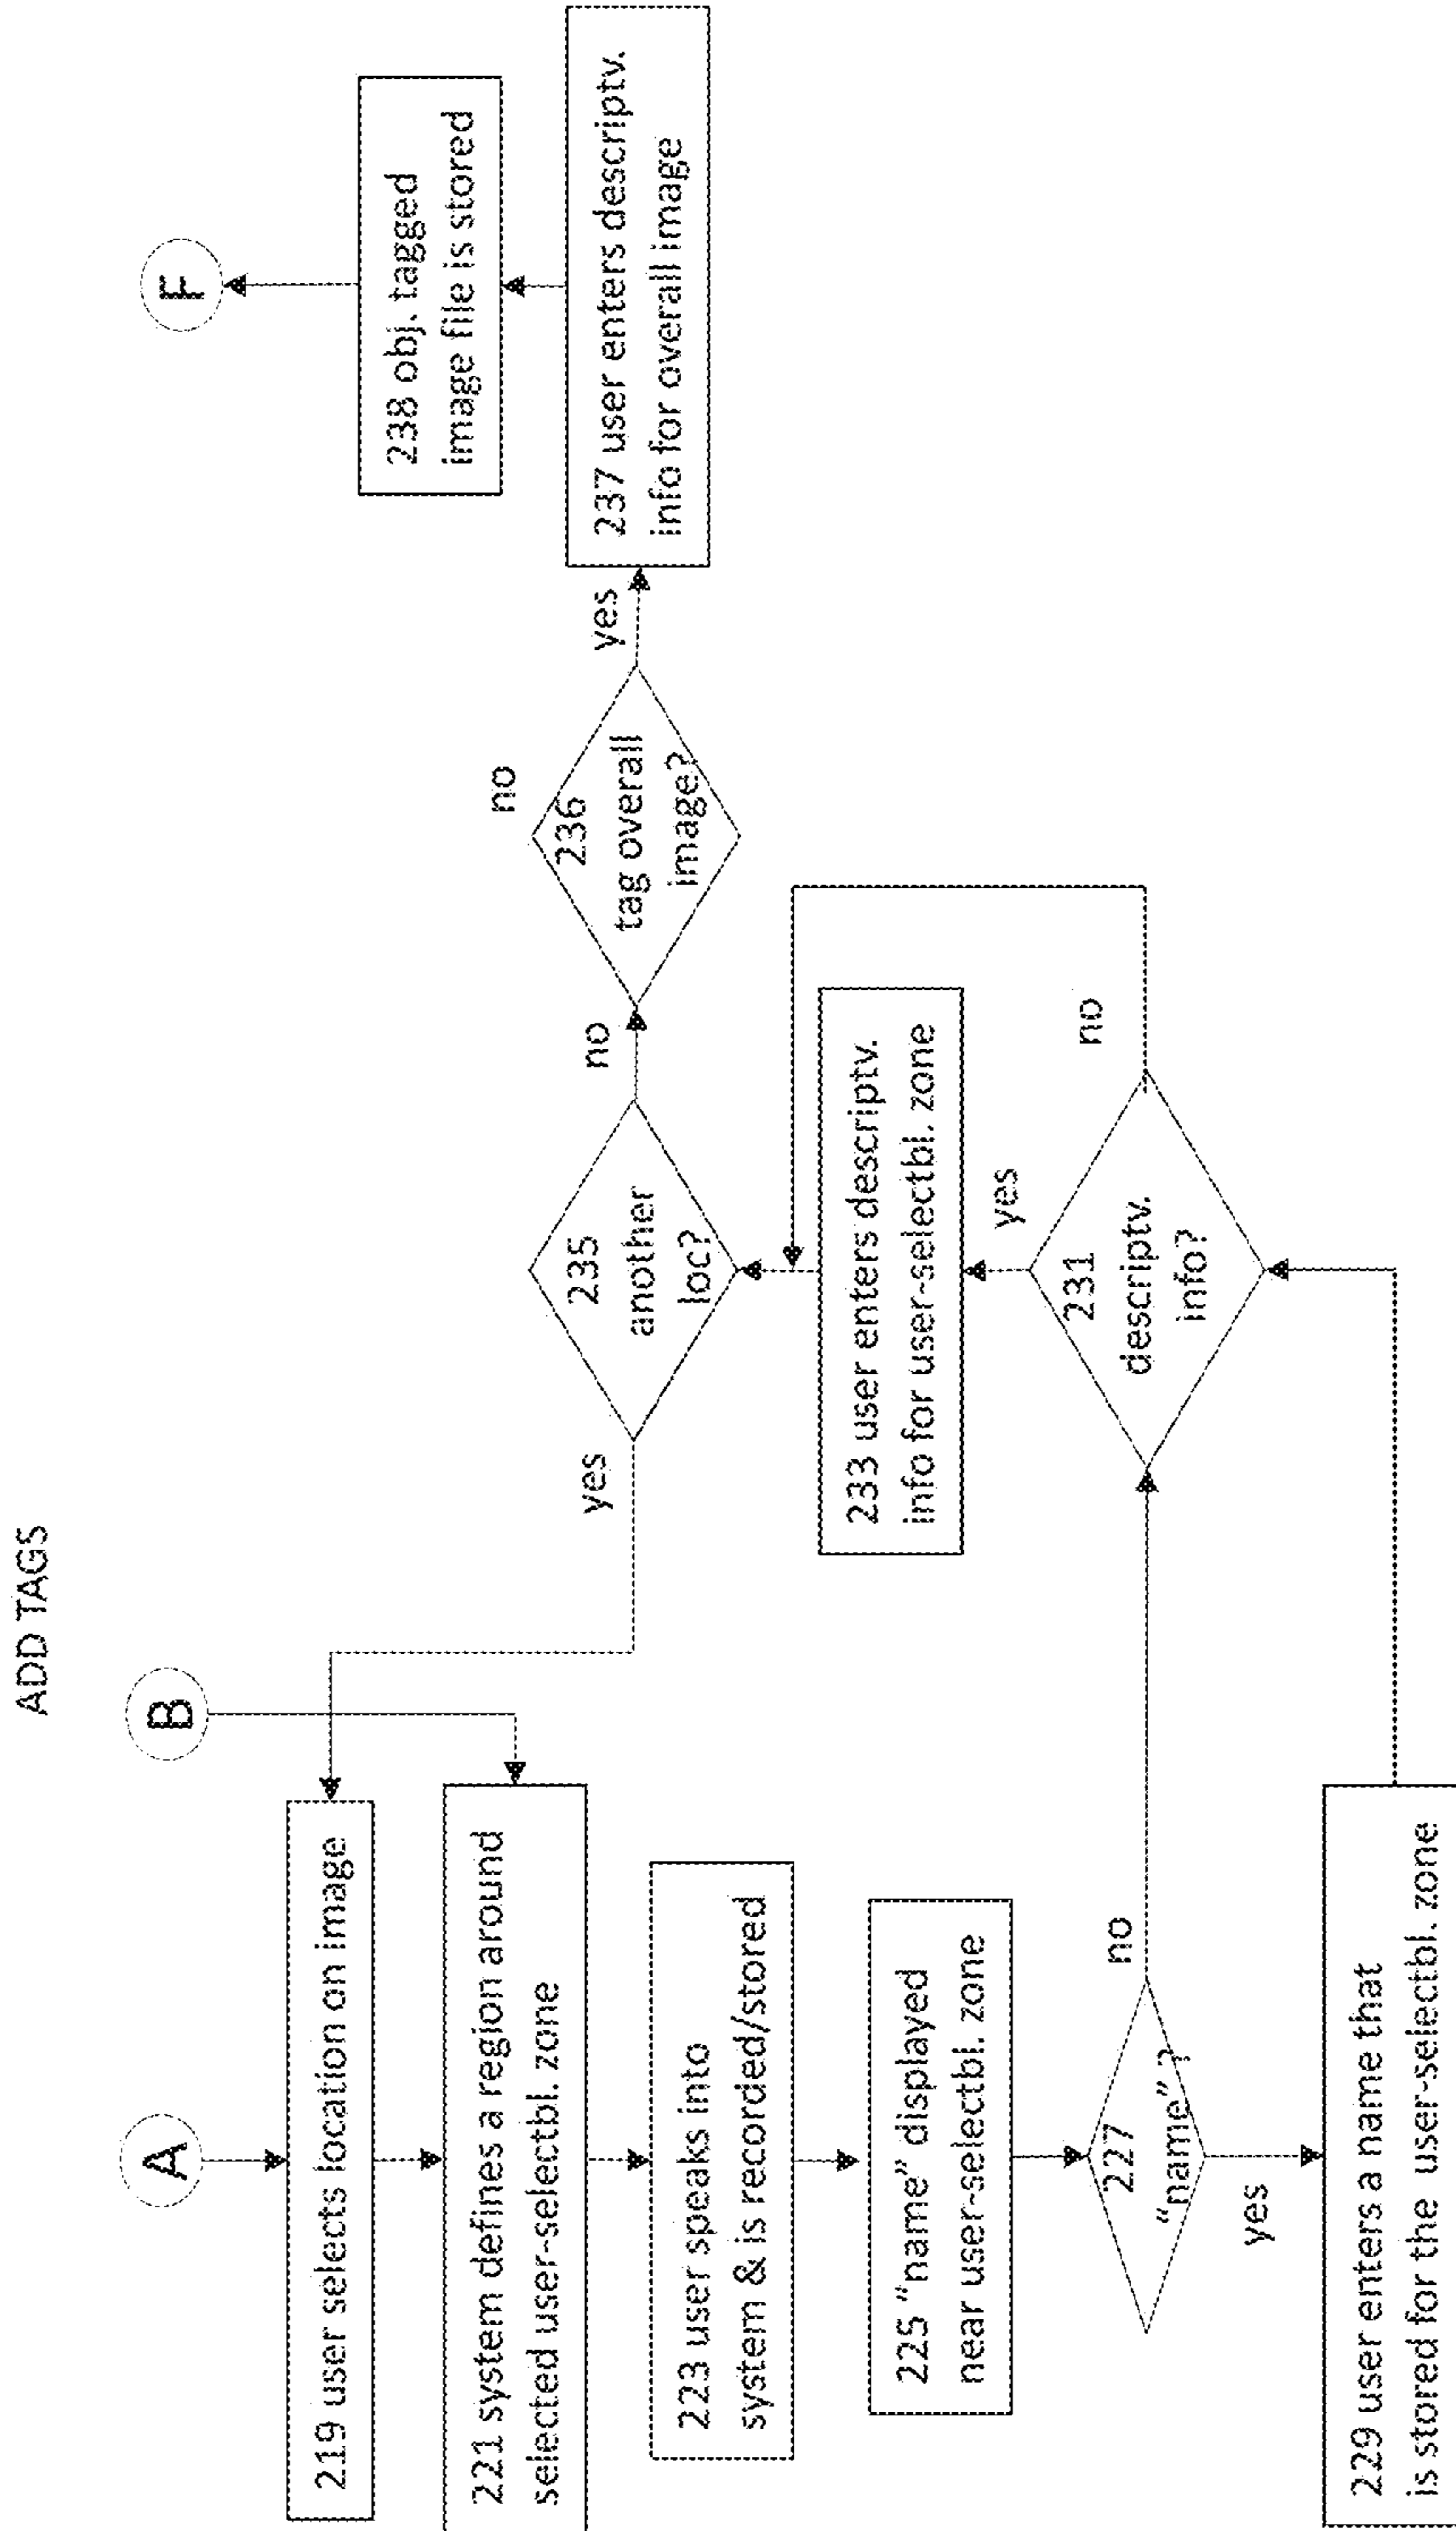 ADD TAGS
A
B
F
219 user selects location on image
221 system defines a region around
selected user-selectbl. zone
223 user speaks into
system & is recorded/stored
225 "name" displayed
near user-selectbl. zone
227
"name"?
no
yes
229 user enters a name that
is stored for the user-selectbl. zone
231
descriptv.
info?
no
yes
233 user enters descriptv.
info for user-selectbl. zone
235
another
loc?
yes
no
236
tag overall
image?
no
yes
237 user enters descriptv.
info for overall image
238 obj. tagged
image file is stored